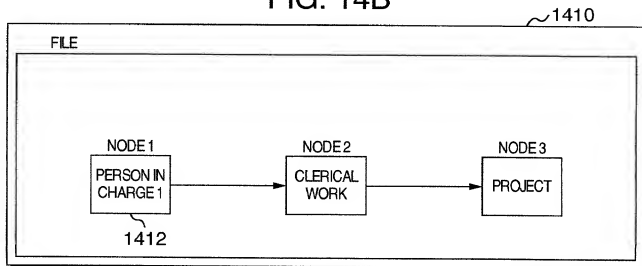 FIG. 14B
1410
FILE
NODE 1 NODE 2 NODE 3
PERSON IN
CHARGE 1
CLERICAL
WORK
PROJECT
1412